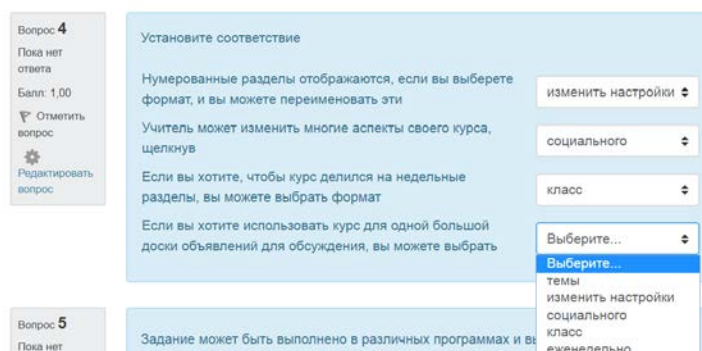 Вопрос 4
Пока нет
ответа
Балл: 1,00
Отметить
вопрос
Редактировать
вопрос
Установите соответствие
Нумерованные разделы отображаются, если вы выберете
формат, и вы можете переименовать эти
изменить настройки
Учитель может изменить многие аспекты своего курса,
щелкнув
социального
Если вы хотите, чтобы курс делился на недельные
разделы, вы можете выбрать формат
класс
Если вы хотите использовать курс для одной большой
доски объявлений для обсуждения, вы можете выбрать
Выберите...
Выберите...
темы
изменить настройки
социального
класс
еженедельно
Вопрос 5
Пока нет
Задание может быть выполнено в различных программах и